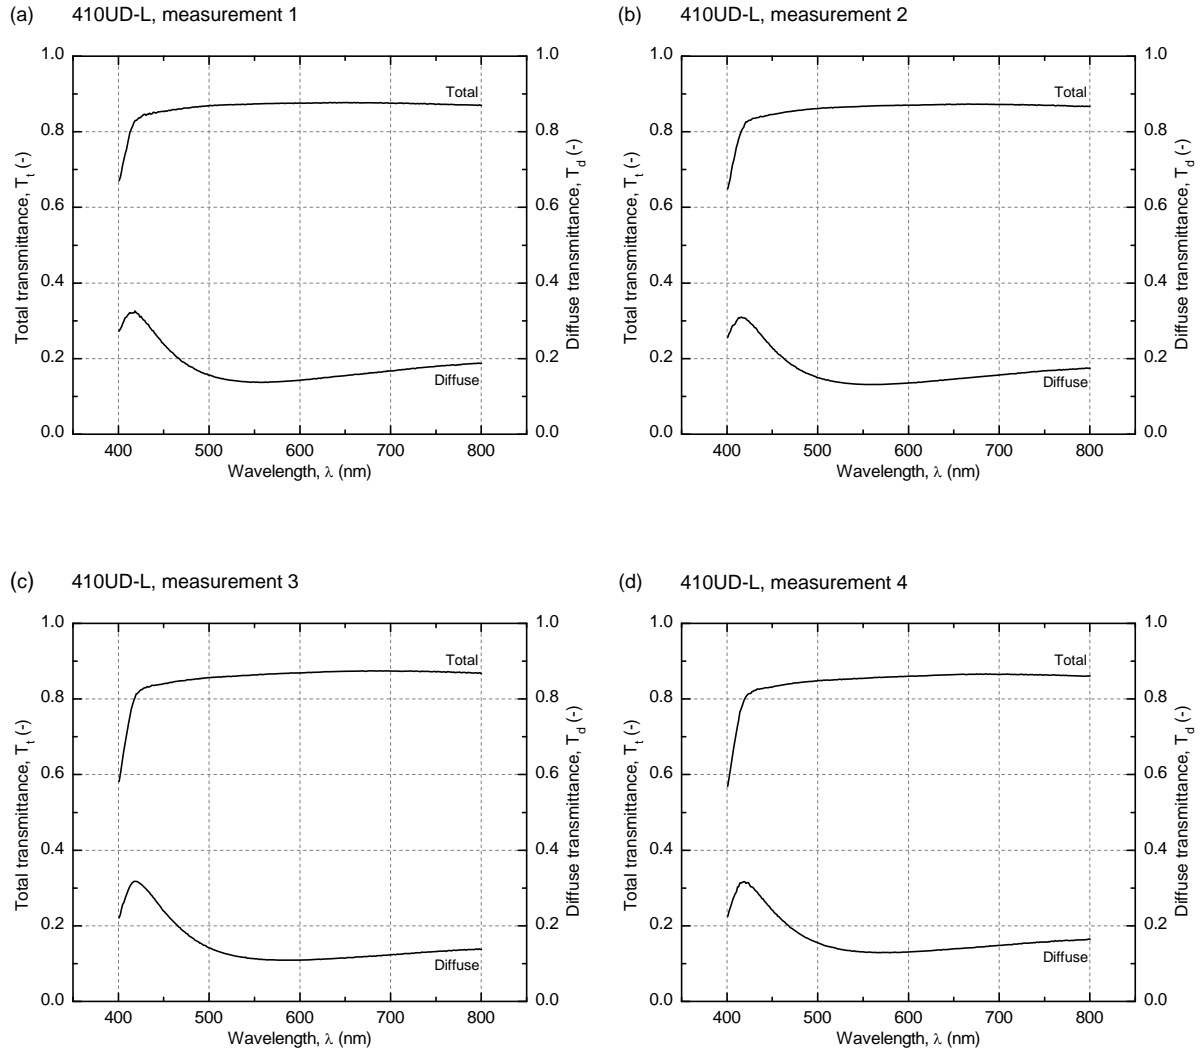 (a) 410UD-L, measurement 1
1.0
0.8
0.6
0.4
0.2
0.0
Total transmittance, Tt (-)
Total
Diffuse
1.0
0.8
0.6
0.4
0.2
0.0
Diffuse transmittance, Td (-)
400 500 600 700 800
Wavelength, λ (nm)
(b) 410UD-L, measurement 2
1.0
0.8
0.6
0.4
0.2
0.0
Total transmittance, Tt (-)
Total
Diffuse
1.0
0.8
0.6
0.4
0.2
0.0
Diffuse transmittance, Td (-)
400 500 600 700 800
Wavelength, λ (nm)
(c) 410UD-L, measurement 3
1.0
0.8
0.6
0.4
0.2
0.0
Total transmittance, Tt (-)
Total
Diffuse
1.0
0.8
0.6
0.4
0.2
0.0
Diffuse transmittance, Td (-)
400 500 600 700 800
Wavelength, λ (nm)
(d) 410UD-L, measurement 4
1.0
0.8
0.6
0.4
0.2
0.0
Total transmittance, Tt (-)
Total
Diffuse
1.0
0.8
0.6
0.4
0.2
0.0
Diffuse transmittance, Td (-)
400 500 600 700 800
Wavelength, λ (nm)